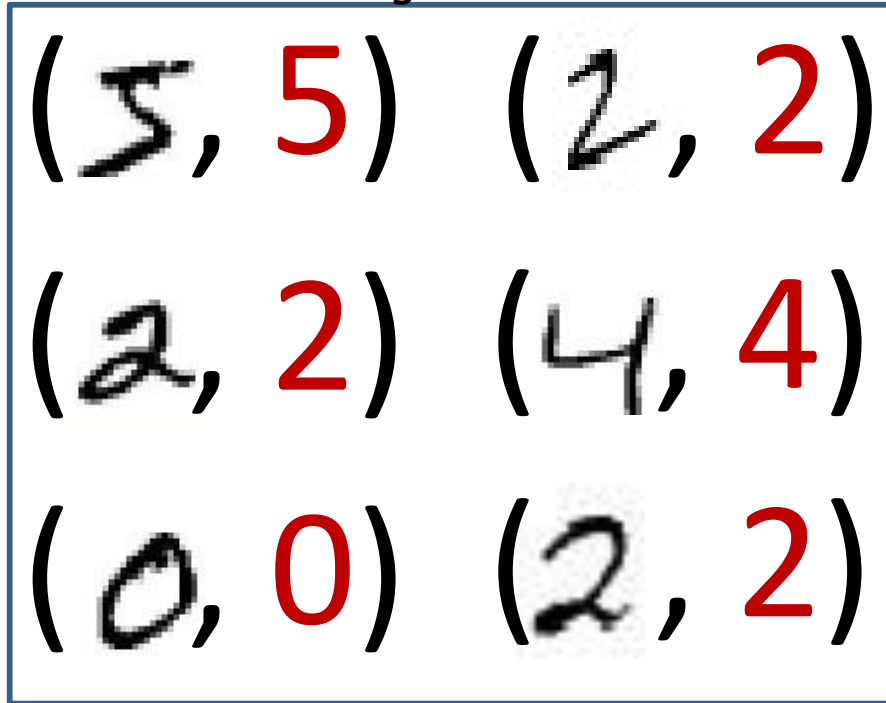 (5, 5) (2, 2)
(2, 2) (4, 4)
(0, 0) (2, 2)